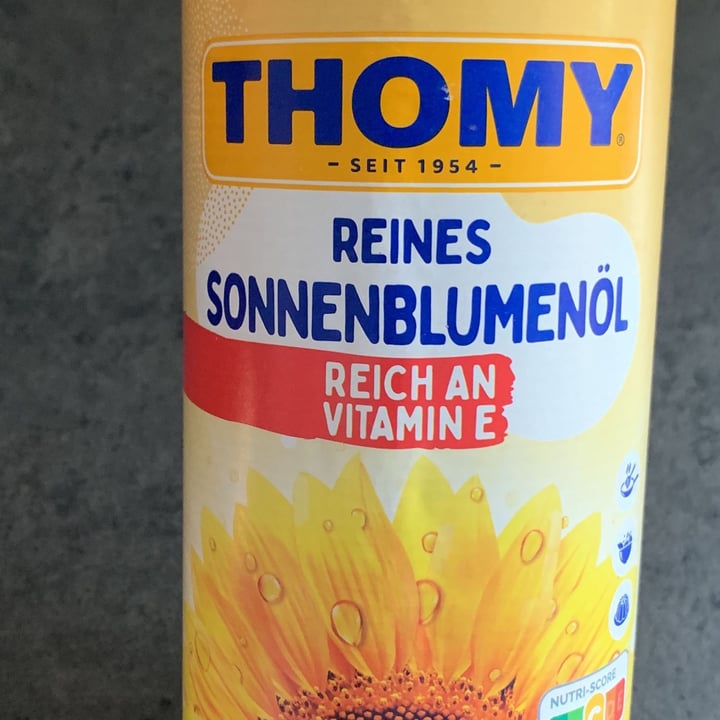 THOMY®
- SEIT 1954 -
REINES
SONNENBLUMENÖL
REICH AN
VITAMIN E
NUTRI-SCORE
C D E